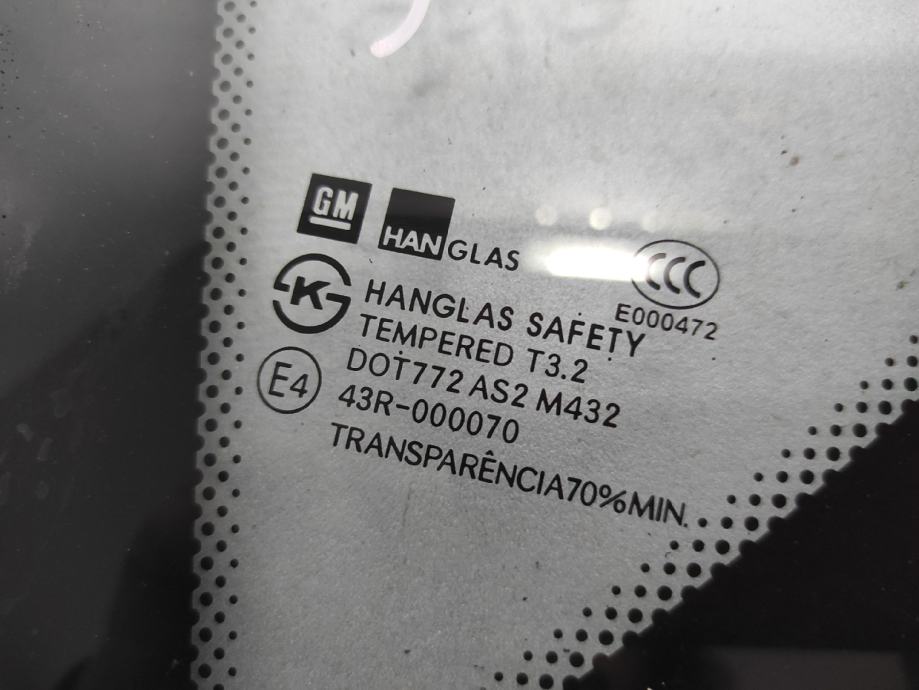 GM
HANGLAS
CCC
E000472
K
HANGLAS SAFETY
TEMPERED T3.2
DOT772 AS2 M432
E4
43R-000070
TRANSPARÊNCIA70%MIN.